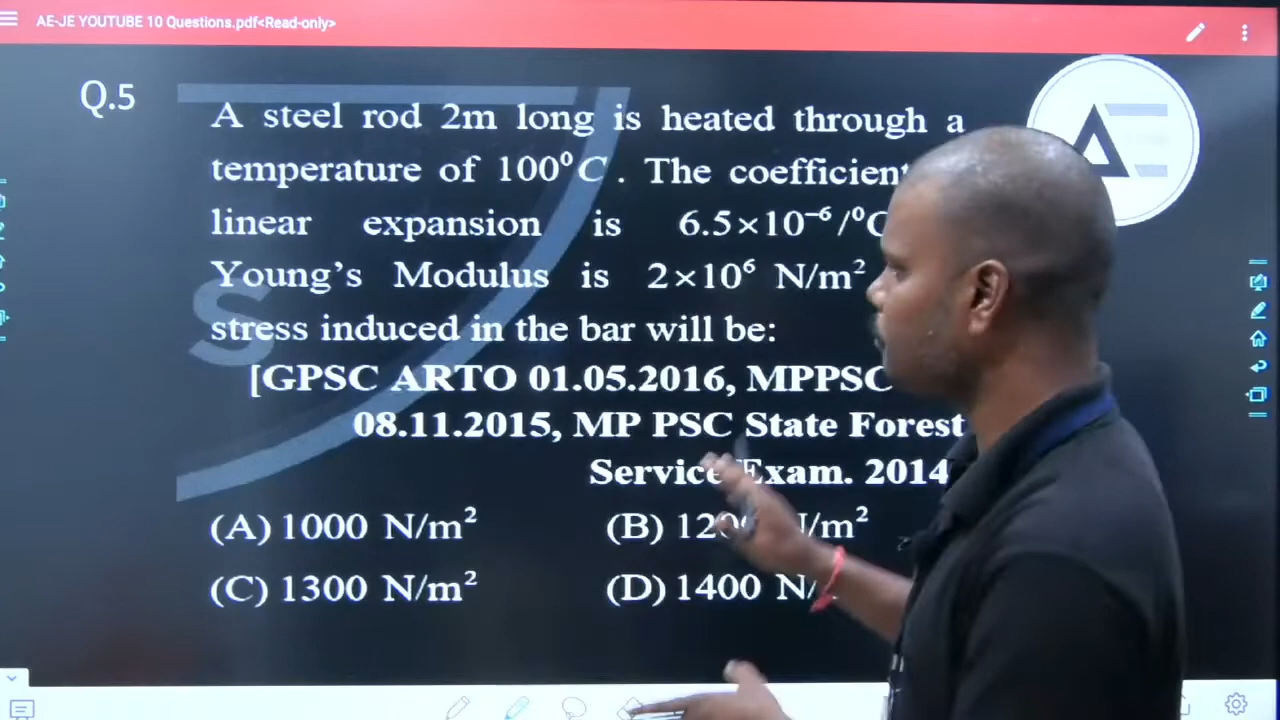 AE-JE YOUTUBE 10 Questions.pdf<Read-only>
Q.5
A steel rod 2m long is heated through a
temperature of 100⁰C. The
linear expansion is 6.5×10⁻⁶/⁰C
Young's Modulus is 2×10⁶ N/m²
stress induced in the bar will be:
[GPSC ARTO 01.05.2016, MPPSC
08.11.2015, MP PSC State Forest
Service Exam. 2014
(A) 1000 N/m²
(B)
(C) 1300 N/m²
(D) 1400